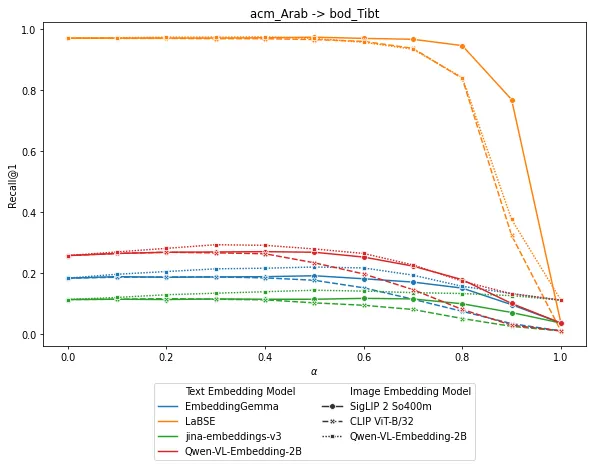 acm_Arab -> bod_Tibt
1.0
0.8
0.6
0.4
0.2
0.0
Recall@1
0.0 0.2 0.4 0.6 0.8 1.0
α
Text Embedding Model
EmbeddingGemma
LaBSE
jina-embeddings-v3
Qwen-VL-Embedding-2B
Image Embedding Model
SigLIP 2 So400m
CLIP ViT-B/32
Qwen-VL-Embedding-2B